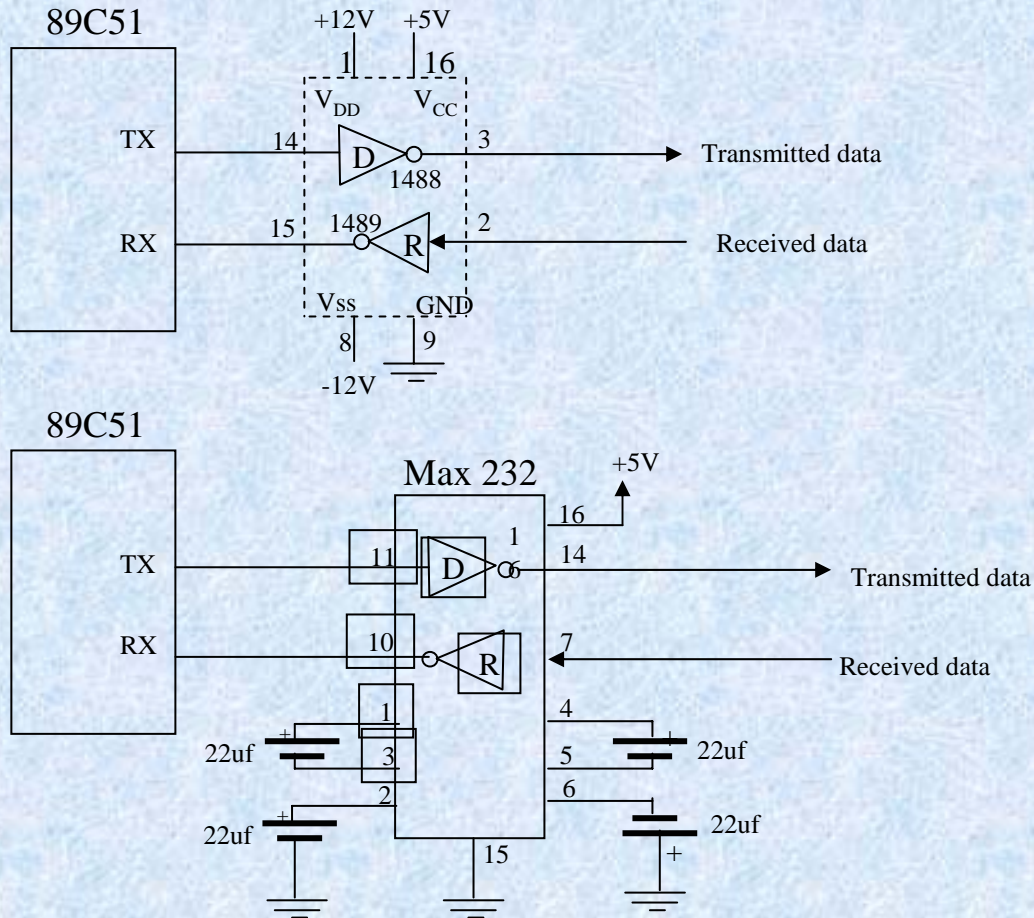 89C51
+12V +5V
1 16
VDD VCC
TX 14 D 3 Transmitted data
1488
1489
RX 15 R 2 Received data
Vss GND
8 9
-12V
89C51
Max 232 +5V
16
1
TX 11 D 6 14 Transmitted data
RX 10 R 7 Received data
1 4
+ +
22uf 3 5 22uf
2 6
+
22uf 22uf
+
15